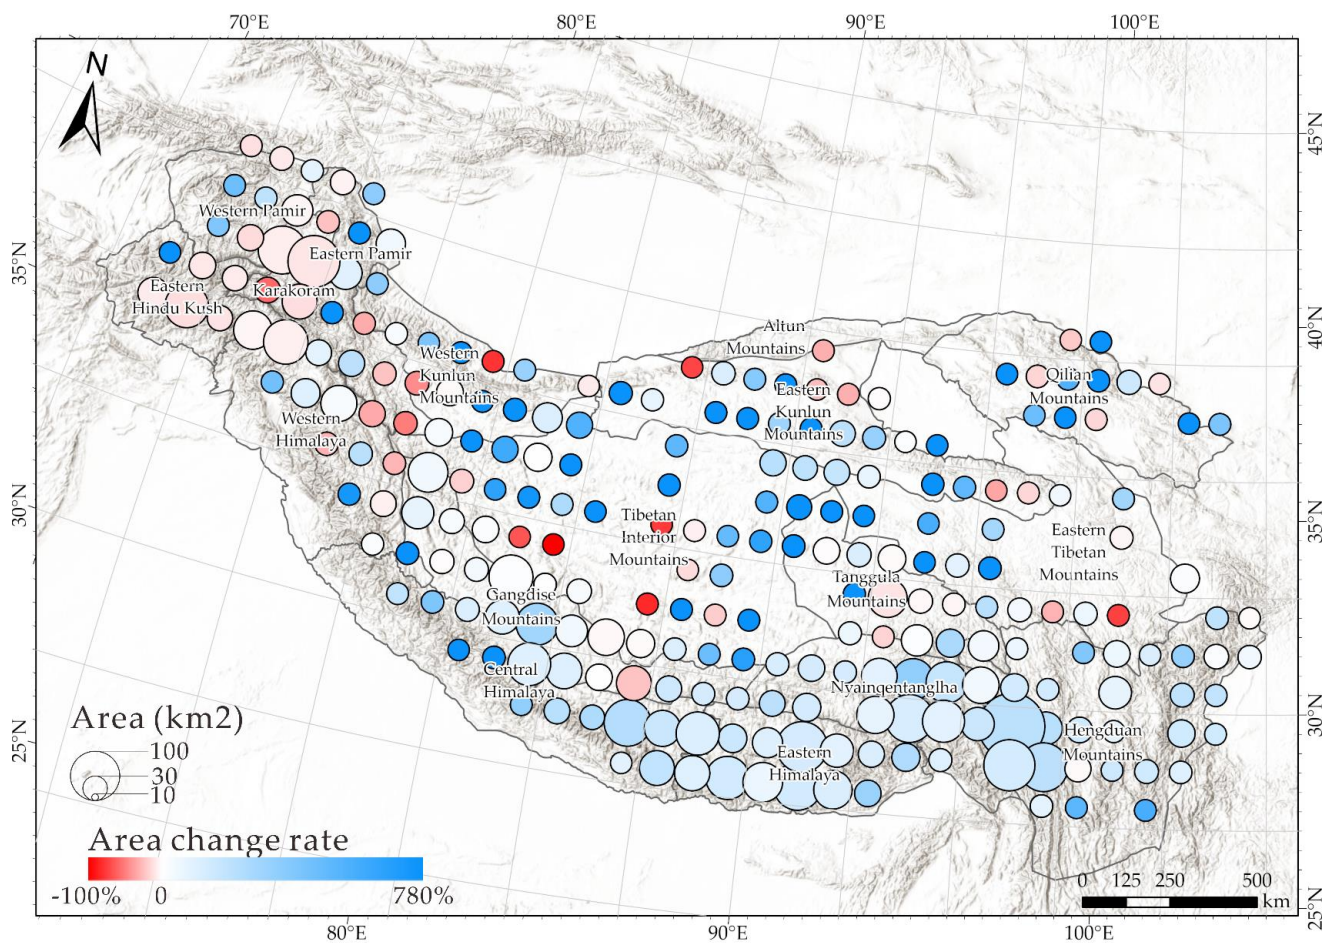 70°E
80°E
90°E
100°E
N
45°N
40°N
35°N
30°N
25°N
35°N
30°N
25°N
Western Pamir
Eastern Pamir
Eastern
Hindu Kush
Karakoram
Altun
Mountains
Western
Kunlun
Mountains
Qilian
Mountains
Eastern
Kunlun
Mountains
Western
Himalaya
Tibetan
Interior
Mountains
Eastern
Tibetan
Mountains
Tanggula
Mountains
Gangdise
Mountains
Central
Himalaya
Nyainqentanglha
Hengduan
Mountains
Eastern
Himalaya
Area (km2)
100
30
10
Area change rate
-100%
0
780%
0
125
250
500
km
80°E
90°E
100°E